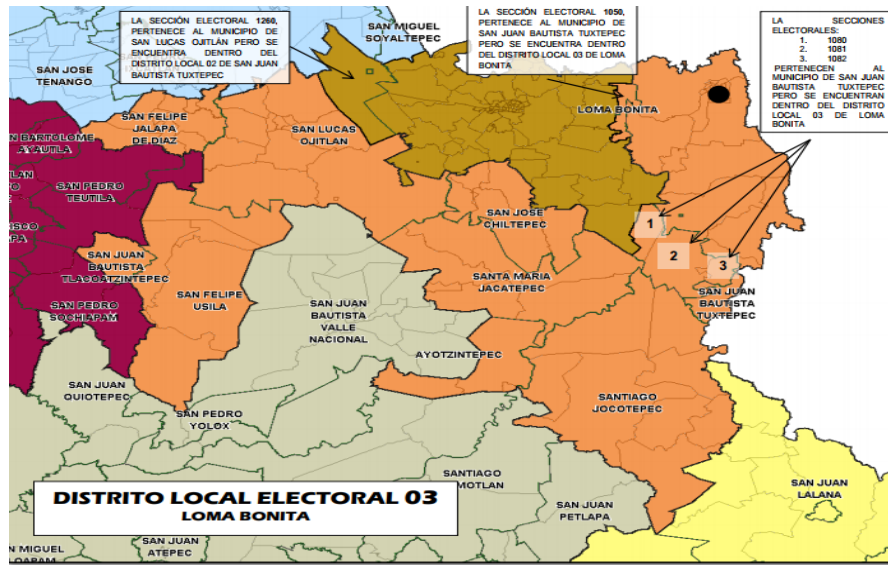 LA SECCIÓN ELECTORAL 1260,
PERTENECE AL MUNICIPIO DE
SAN LUCAS OJITLÁN PERO SE
ENCUENTRA DENTRO DEL
DISTRITO LOCAL 02 DE SAN JUAN
BAUTISTA TUXTEPEC
SAN MIGUEL
SOYALTEPEC
LA SECCIÓN ELECTORAL 1050,
PERTENECE AL MUNICIPIO DE
SAN JUAN BAUTISTA TUXTEPEC
PERO SE ENCUENTRA DENTRO
DEL DISTRITO LOCAL 03 DE LOMA
BONITA
LA SECCIONES
ELECTORALES:
1. 1080
2. 1081
3. 1082
PERTENECEN AL
MUNICIPIO DE SAN JUAN
BAUTISTA TUXTEPEC
PERO SE ENCUENTRAN
DENTRO DEL DISTRITO
LOCAL 03 DE LOMA
BONITA
SAN JOSE
TENANGO
SAN FELIPE
JALAPA
DE DIAZ
SAN LUCAS
OJITLAN
LOMA BONITA
N BARTOLOME
AYAUTLA
SAN PEDRO
TEUTILA
SAN JOSE
CHILTEPEC
1
2
3
SAN JUAN
BAUTISTA
TLACOATZINTEPEC
SAN FELIPE
USILA
SAN JUAN
BAUTISTA
VALLE
NACIONAL
SANTA MARIA
JACATEPEC
SAN JUAN
BAUTISTA
TUXTEPEC
SAN PEDRO
SOCHIAPAM
AYOTZINTEPEC
SAN JUAN
QUIOTEPEC
SAN PEDRO
YOLOX
SANTIAGO
JOCOTEPEC
SANTIAGO
MOTLAN
SAN JUAN
LALANA
SAN JUAN
PETLAPA
DISTRITO LOCAL ELECTORAL 03
LOMA BONITA
SAN JUAN
ATEPEC
N MIGUEL